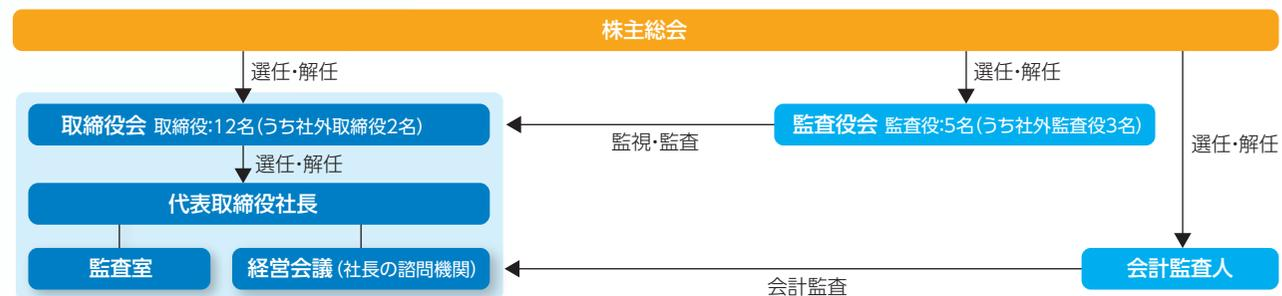 株主総会
選任・解任
選任・解任
取締役会 取締役:12名(うち社外取締役2名)
監査役会 監査役:5名(うち社外監査役3名)
監視・監査
選任・解任
選任・解任
代表取締役社長
監査室
経営会議(社長の諮問機関)
会計監査人
会計監査